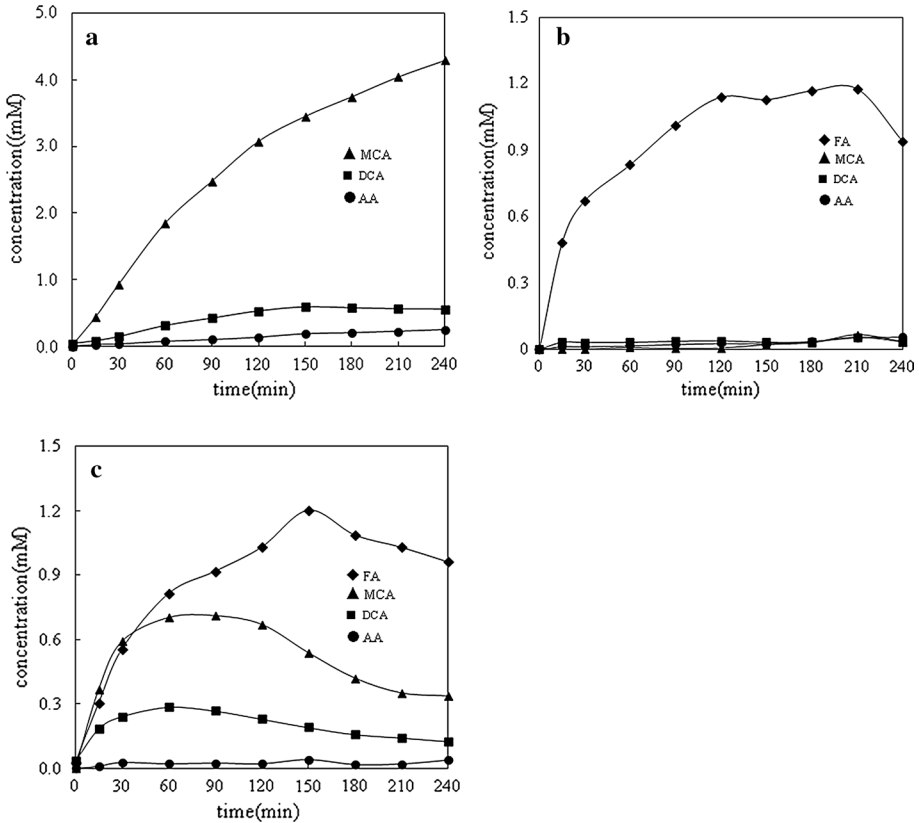 a
5.0
4.0
3.0
2.0
1.0
0.0
concentration((mM)
MCA
DCA
AA
0 30 60 90 120 150 180 210 240
time(min)
b
1.5
1.2
0.9
0.6
0.3
0
concentration(mM)
FA
MCA
DCA
AA
0 30 60 90 120 150 180 210 240
time(min)
c
1.5
1.2
0.9
0.6
0.3
0.0
concentration(mM)
FA
MCA
DCA
AA
0 30 60 90 120 150 180 210 240
time(min)